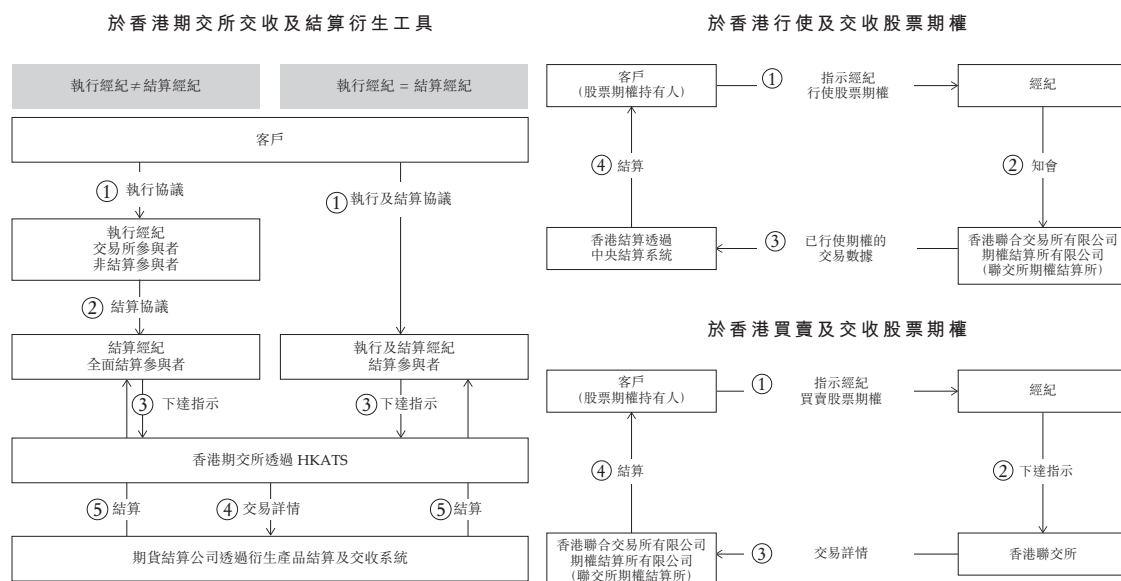 於香港期交所交收及結算衍生工具
執行經紀≠結算經紀
執行經紀 = 結算經紀
客戶
① 執行協議
① 執行及結算協議
執行經紀
交易所參與者
非結算參與者
② 結算協議
結算經紀
全面結算參與者
執行及結算經紀
結算參與者
③ 下達指示
③ 下達指示
香港期交所透過 HKATS
⑤ 結算
④ 交易詳情
⑤ 結算
期貨結算公司透過衍生產品結算及交收系統
於香港行使及交收股票期權
客戶
(股票期權持有人)
①
指示經紀
行使股票期權
經紀
④ 結算
② 知會
香港結算透過
中央結算系統
③
已行使期權的
交易數據
香港聯合交易所有限公司
期權結算所有限公司
(聯交所期權結算所)
於香港買賣及交收股票期權
客戶
(股票期權持有人)
①
指示經紀
買賣股票期權
經紀
④ 結算
② 下達指示
香港聯合交易所有限公司
期權結算所有限公司
(聯交所期權結算所)
③
交易詳情
香港聯交所